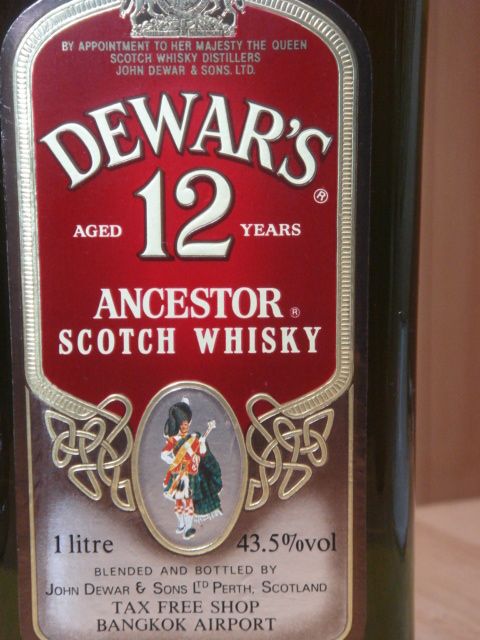 BY APPOINTMENT TO HER MAJESTY THE QUEEN
SCOTCH WHISKY DISTILLERS
JOHN DEWAR & SONS. LTD.
DEWAR'S ®
AGED 12 YEARS
ANCESTOR ®
SCOTCH WHISKY
1 litre 43.5%vol
BLENDED AND BOTTLED BY
JOHN DEWAR & SONS LTD PERTH, SCOTLAND
TAX FREE SHOP
BANGKOK AIRPORT